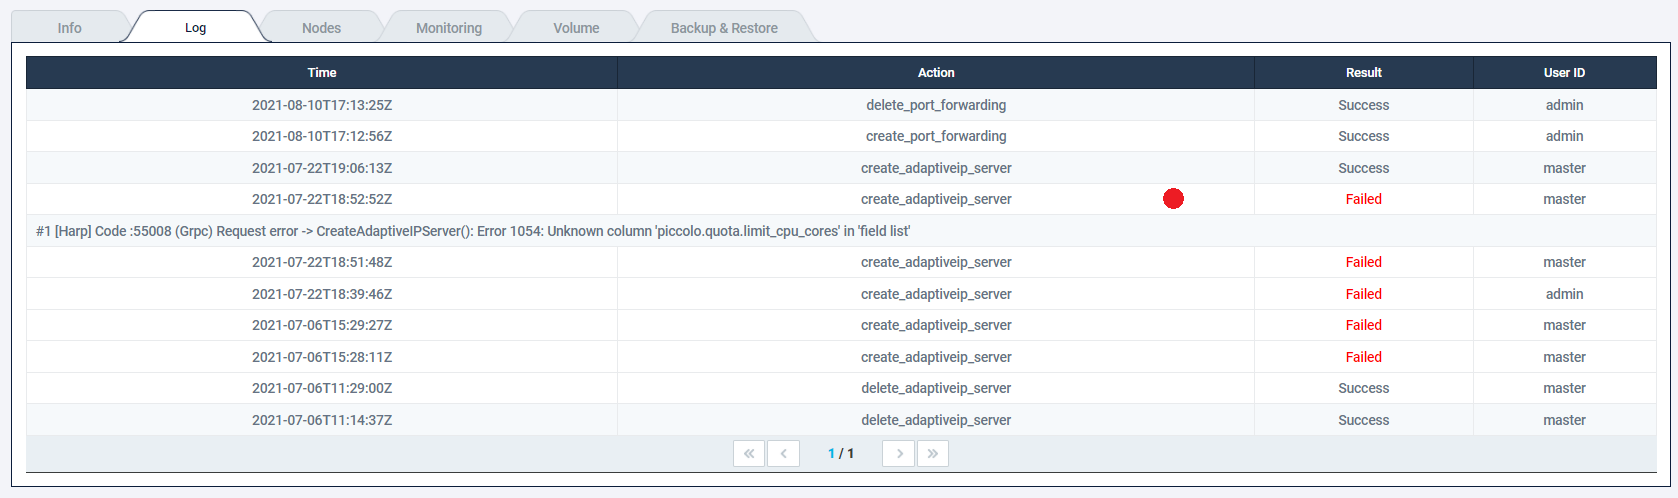 Info Log Nodes Monitoring Volume Backup & Restore
Time Action Result User ID
2021-08-10T17:13:25Z delete_port_forwarding Success admin
2021-08-10T17:12:56Z create_port_forwarding Success admin
2021-07-22T19:06:13Z create_adaptiveip_server Success master
2021-07-22T18:52:52Z create_adaptiveip_server Failed master
#1 [Harp] Code :55008 (Grpc) Request error -> CreateAdaptiveIPServer(): Error 1054: Unknown column 'piccolo.quota.limit_cpu_cores' in 'field list'
2021-07-22T18:51:48Z create_adaptiveip_server Failed master
2021-07-22T18:39:46Z create_adaptiveip_server Failed admin
2021-07-06T15:29:27Z create_adaptiveip_server Failed master
2021-07-06T15:28:11Z create_adaptiveip_server Failed master
2021-07-06T11:29:00Z delete_adaptiveip_server Success master
2021-07-06T11:14:37Z delete_adaptiveip_server Success master
« ‹ 1 / 1 › »